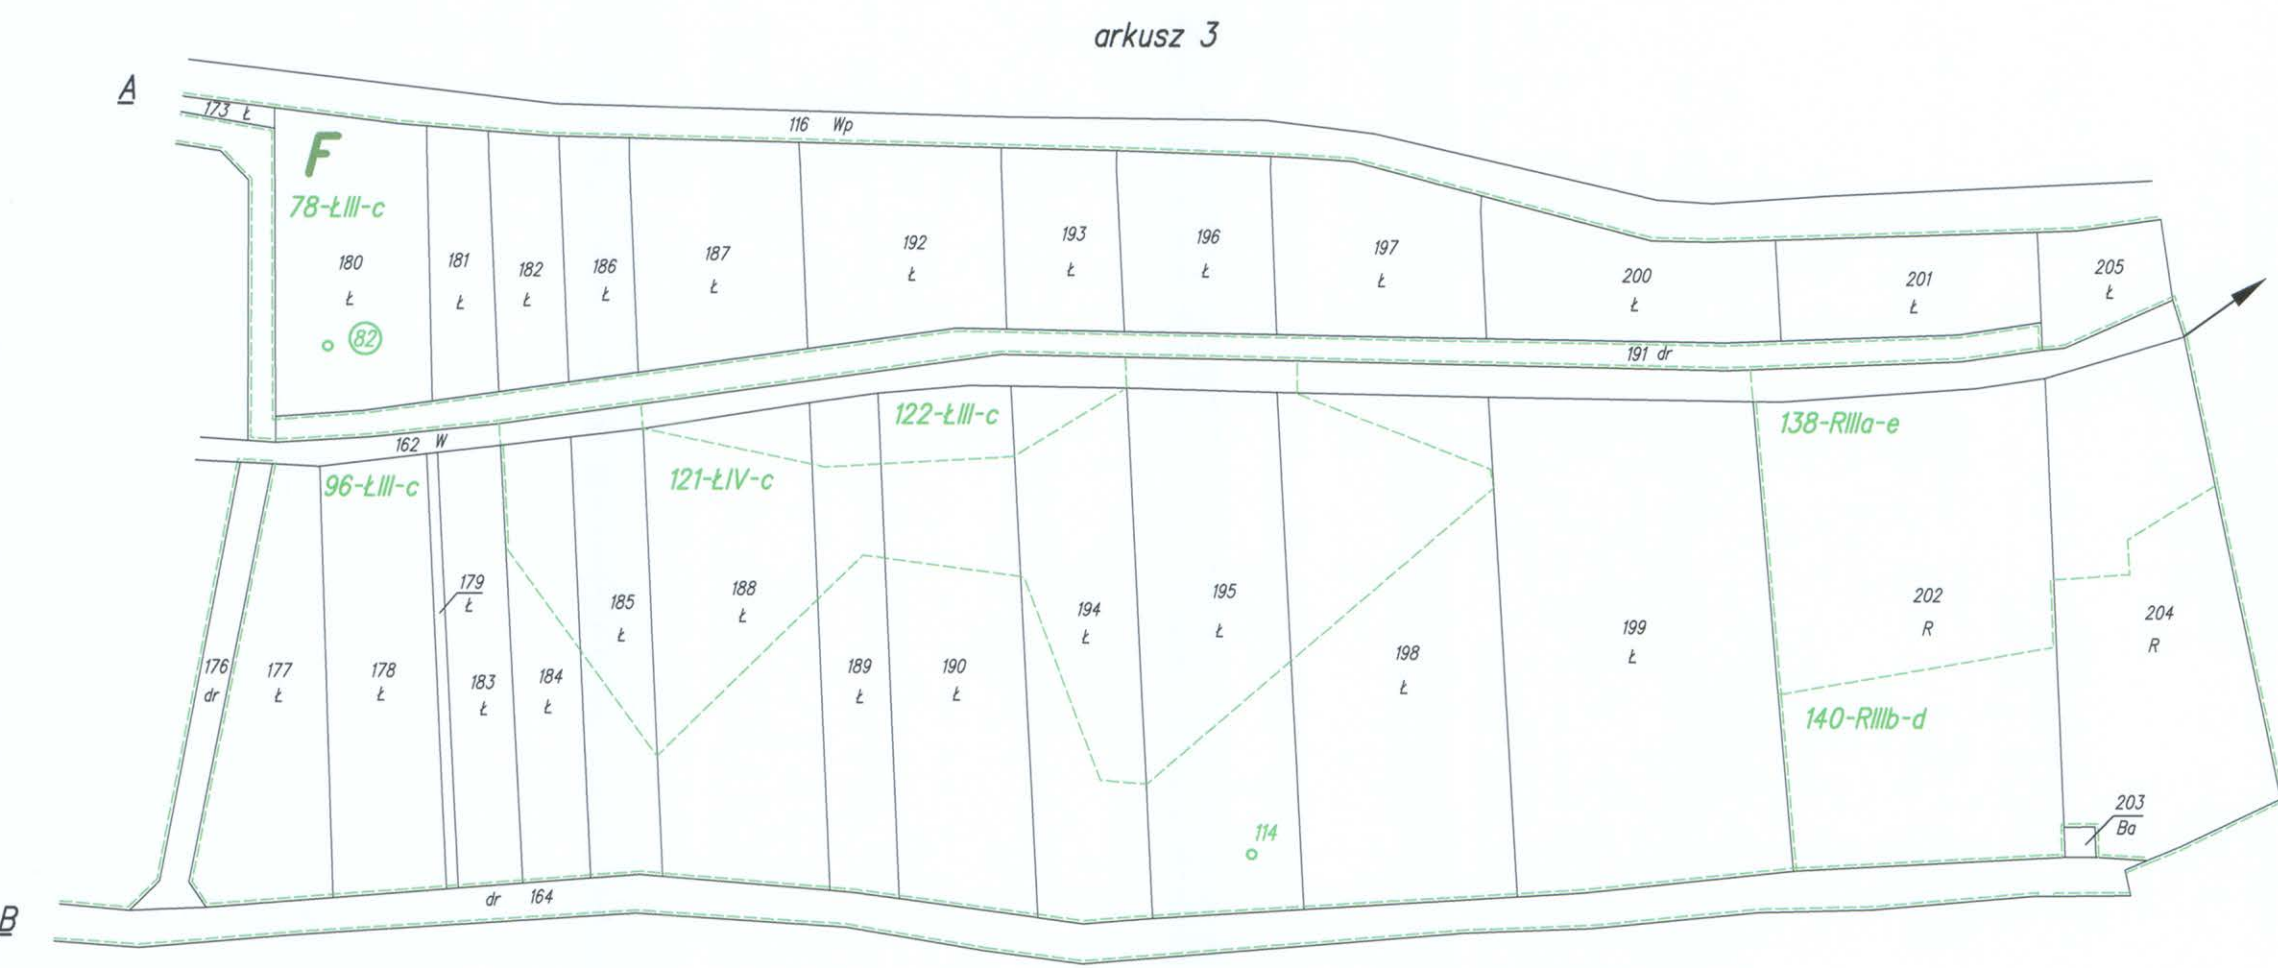 arkusz 3
A
173 Ł
116 Wp
F
78-ŁIII-c
180
Ł
82
181
Ł
182
Ł
186
Ł
187
Ł
192
Ł
193
Ł
196
Ł
197
Ł
200
Ł
201
Ł
205
Ł
191 dr
162 W
96-ŁIII-c
121-ŁIV-c
122-ŁIII-c
138-RIIIa-e
140-RIIIb-d
176
dr
177
Ł
178
Ł
179
Ł
183
Ł
184
Ł
185
Ł
188
Ł
189
Ł
190
Ł
194
Ł
195
Ł
114
198
Ł
199
Ł
202
R
204
R
203
Ba
dr 164
B